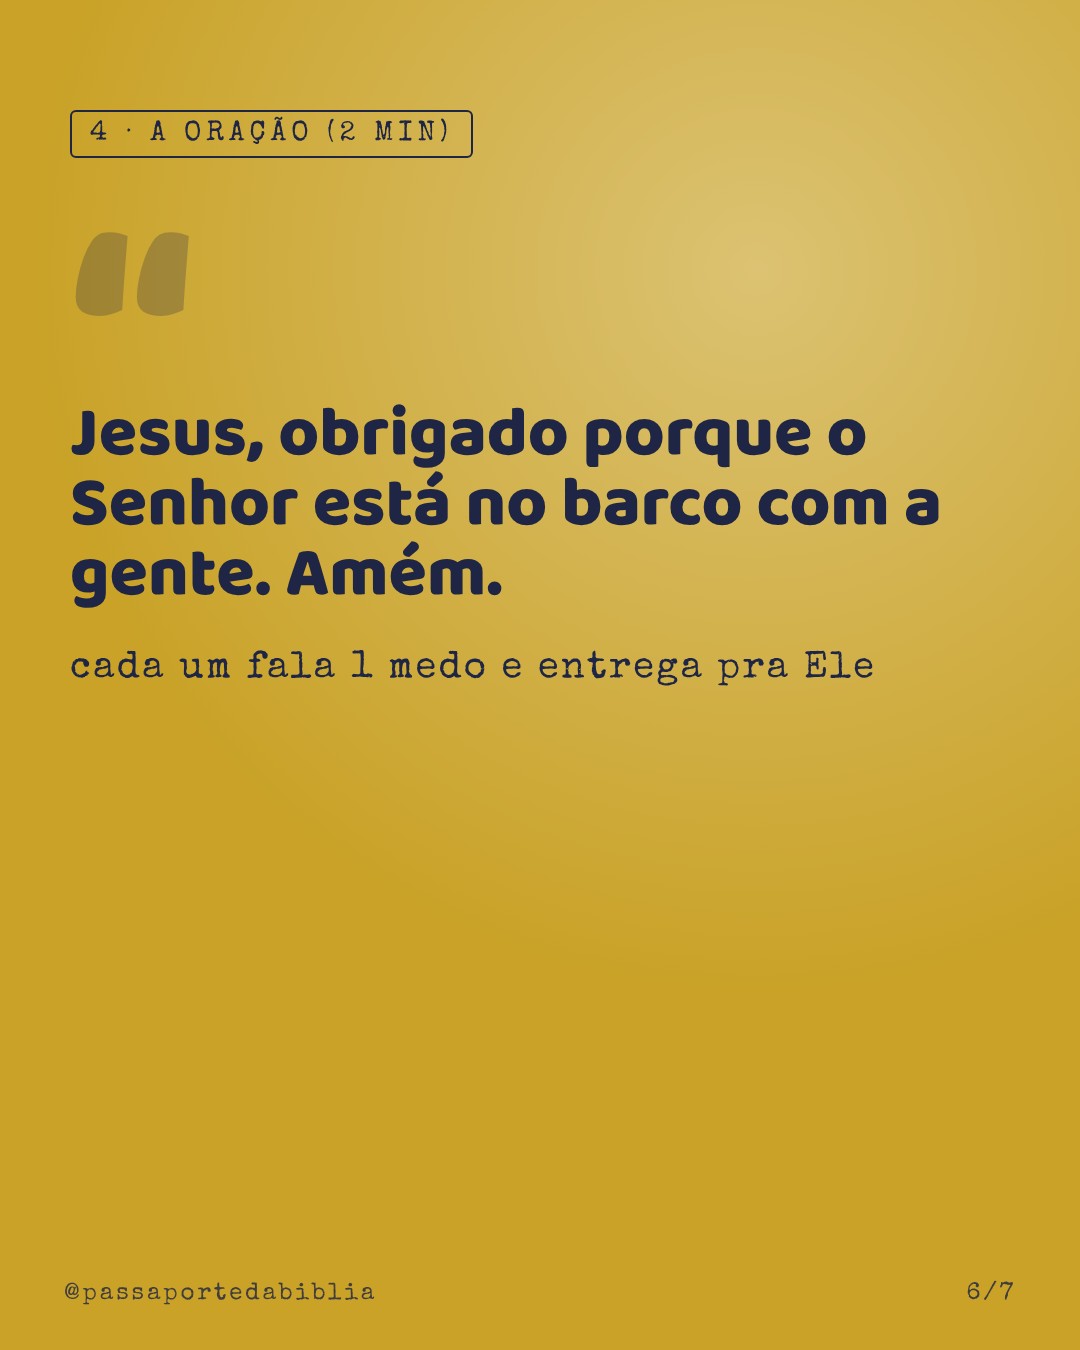 4 · A ORAÇÃO (2 MIN)
“
Jesus, obrigado porque o
Senhor está no barco com a
gente. Amém.
cada um fala 1 medo e entrega pra Ele
@passaportedabiblia
6/7